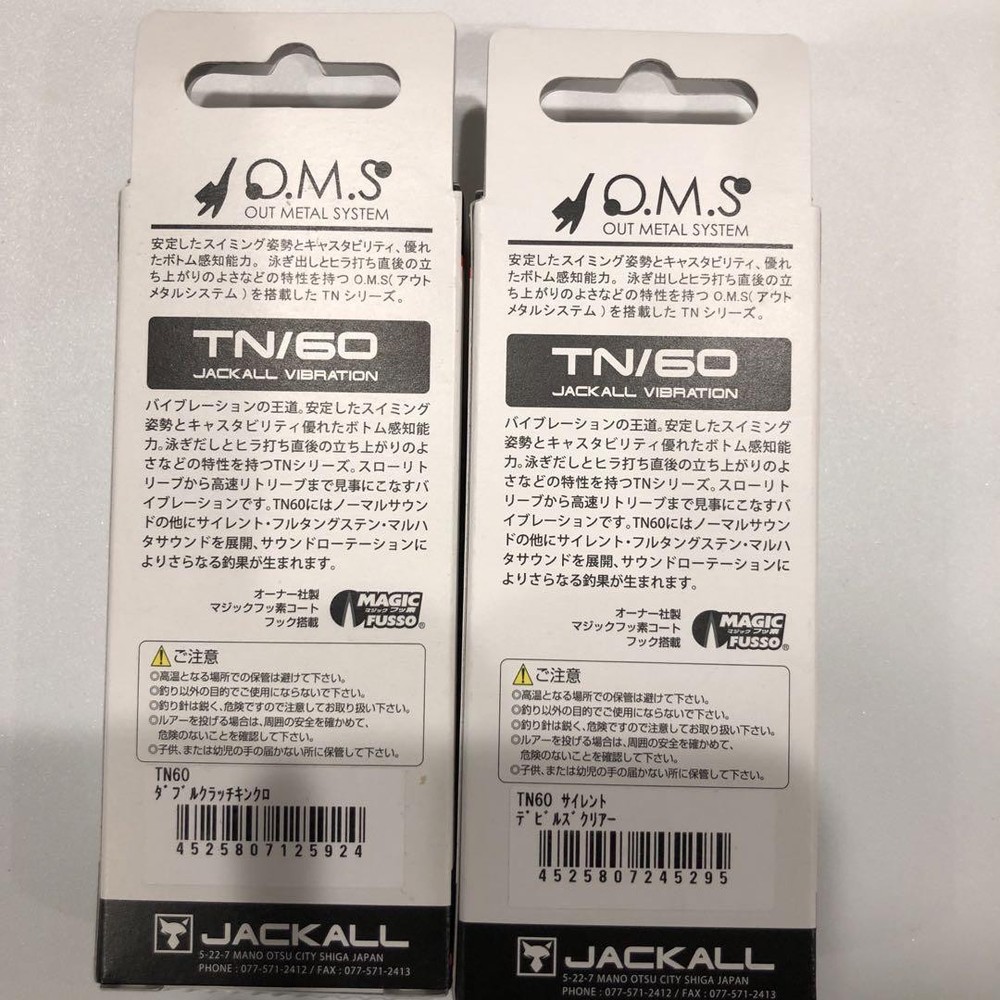 O.M.S
OUT METAL SYSTEM
安定したスイミング姿勢とキャスタビリティ、優れ
たボトム感知能力。 泳ぎ出しとヒラ打ち直後の立
ち上がりのよさなどの特性を持つ O.M.S(アウト
メタルシステム)を搭載した TN シリーズ。
TN/60
JACKALL VIBRATION
バイブレーションの王道。安定したスイミング
姿勢とキャスタビリティ優れたボトム感知能
力。泳ぎだしとヒラ打ち直後の立ち上がりのよ
さなどの特性を持つTNシリーズ。スローリト
リーブから高速リトリーブまで見事にこなすバ
イブレーションです。TN60にはノーマルサウン
ドの他にサイレント・フルタングステン・マルハ
タサウンドを展開、サウンドローテーションに
よりさらなる釣果が生まれます。
オーナー社製
マジックフッ素コート
フック搭載
MAGIC
マジック フッ素
FUSSO®
ご注意
◎高温となる場所での保管は避けて下さい。
◎釣り以外の目的でご使用にならないで下さい。
◎釣り針は鋭く、危険ですので注意してお取り扱い下さい。
◎ルアーを投げる場合は、周囲の安全を確かめて、
危険のないことを確認して下さい。
◎子供、または幼児の手の届かない所に保管して下さい。
TN60
ﾀﾞﾌﾞﾙｸﾗｯﾁｷﾝｸﾛ
4525807125924
JACKALL
5-22-7 MANO OTSU CITY SHIGA JAPAN
PHONE : 077-571-2412 / FAX : 077-571-2413
O.M.S
OUT METAL SYSTEM
安定したスイミング姿勢とキャスタビリティ、優れ
たボトム感知能力。 泳ぎ出しとヒラ打ち直後の立
ち上がりのよさなどの特性を持つ O.M.S(アウト
メタルシステム)を搭載した TN シリーズ。
TN/60
JACKALL VIBRATION
バイブレーションの王道。安定したスイミング
姿勢とキャスタビリティ優れたボトム感知能
力。泳ぎだしとヒラ打ち直後の立ち上がりのよ
さなどの特性を持つTNシリーズ。スローリト
リーブから高速リトリーブまで見事にこなすバ
イブレーションです。TN60にはノーマルサウン
ドの他にサイレント・フルタングステン・マルハ
タサウンドを展開、サウンドローテーションに
よりさらなる釣果が生まれます。
オーナー社製
マジックフッ素コート
フック搭載
MAGIC
マジック フッ素
FUSSO®
ご注意
◎高温となる場所での保管は避けて下さい。
◎釣り以外の目的でご使用にならないで下さい。
◎釣り針は鋭く、危険ですので注意してお取り扱い下さい。
◎ルアーを投げる場合は、周囲の安全を確かめて、
危険のないことを確認して下さい。
◎子供、または幼児の手の届かない所に保管して下さい。
TN60 ｻｲﾚﾝﾄ
ﾃﾞﾋﾞﾙｽﾞｸﾘｱｰ
4525807245295
JACKALL
5-22-7 MANO OTSU CITY SHIGA JAPAN
PHONE : 077-571-2412 / FAX : 077-571-2413